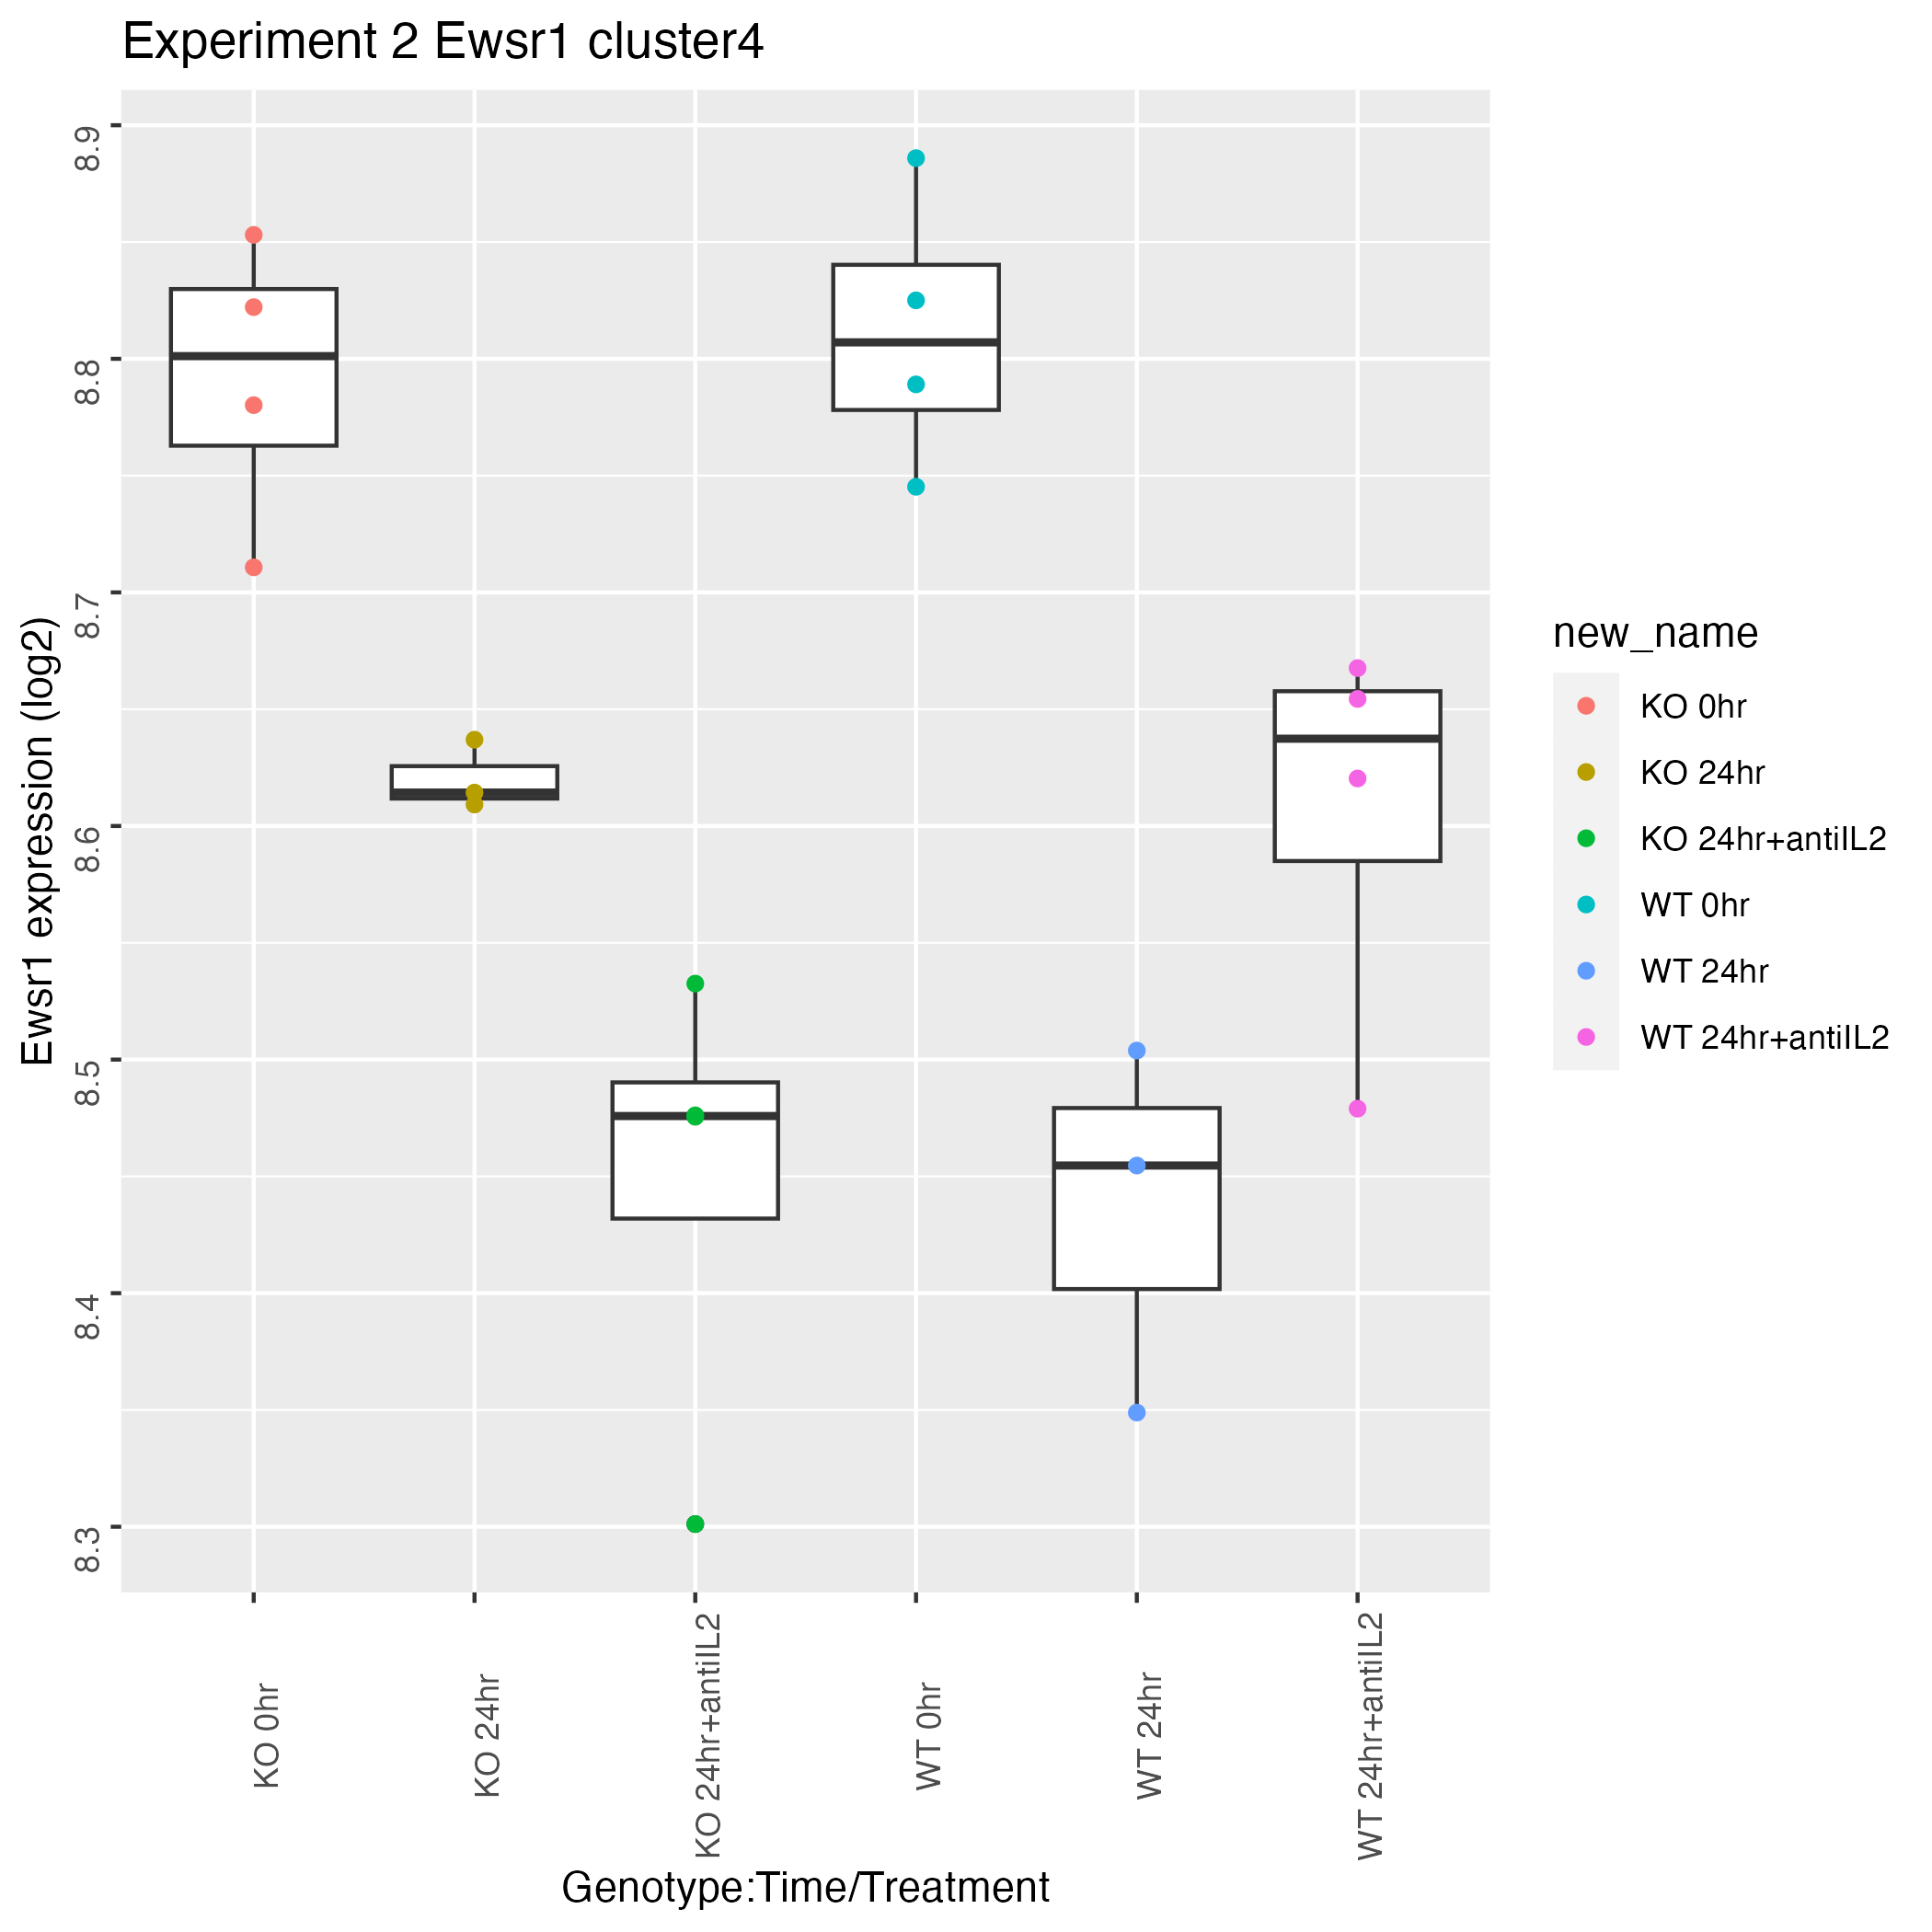 Experiment 2 Ewsr1 cluster4
Ewsr1 expression (log2)
8.9
8.8
8.7
8.6
8.5
8.4
8.3
KO 0hr
KO 24hr
KO 24hr+antiIL2
WT 0hr
WT 24hr
WT 24hr+antiIL2
Genotype:Time/Treatment
new_name
KO 0hr
KO 24hr
KO 24hr+antiIL2
WT 0hr
WT 24hr
WT 24hr+antiIL2